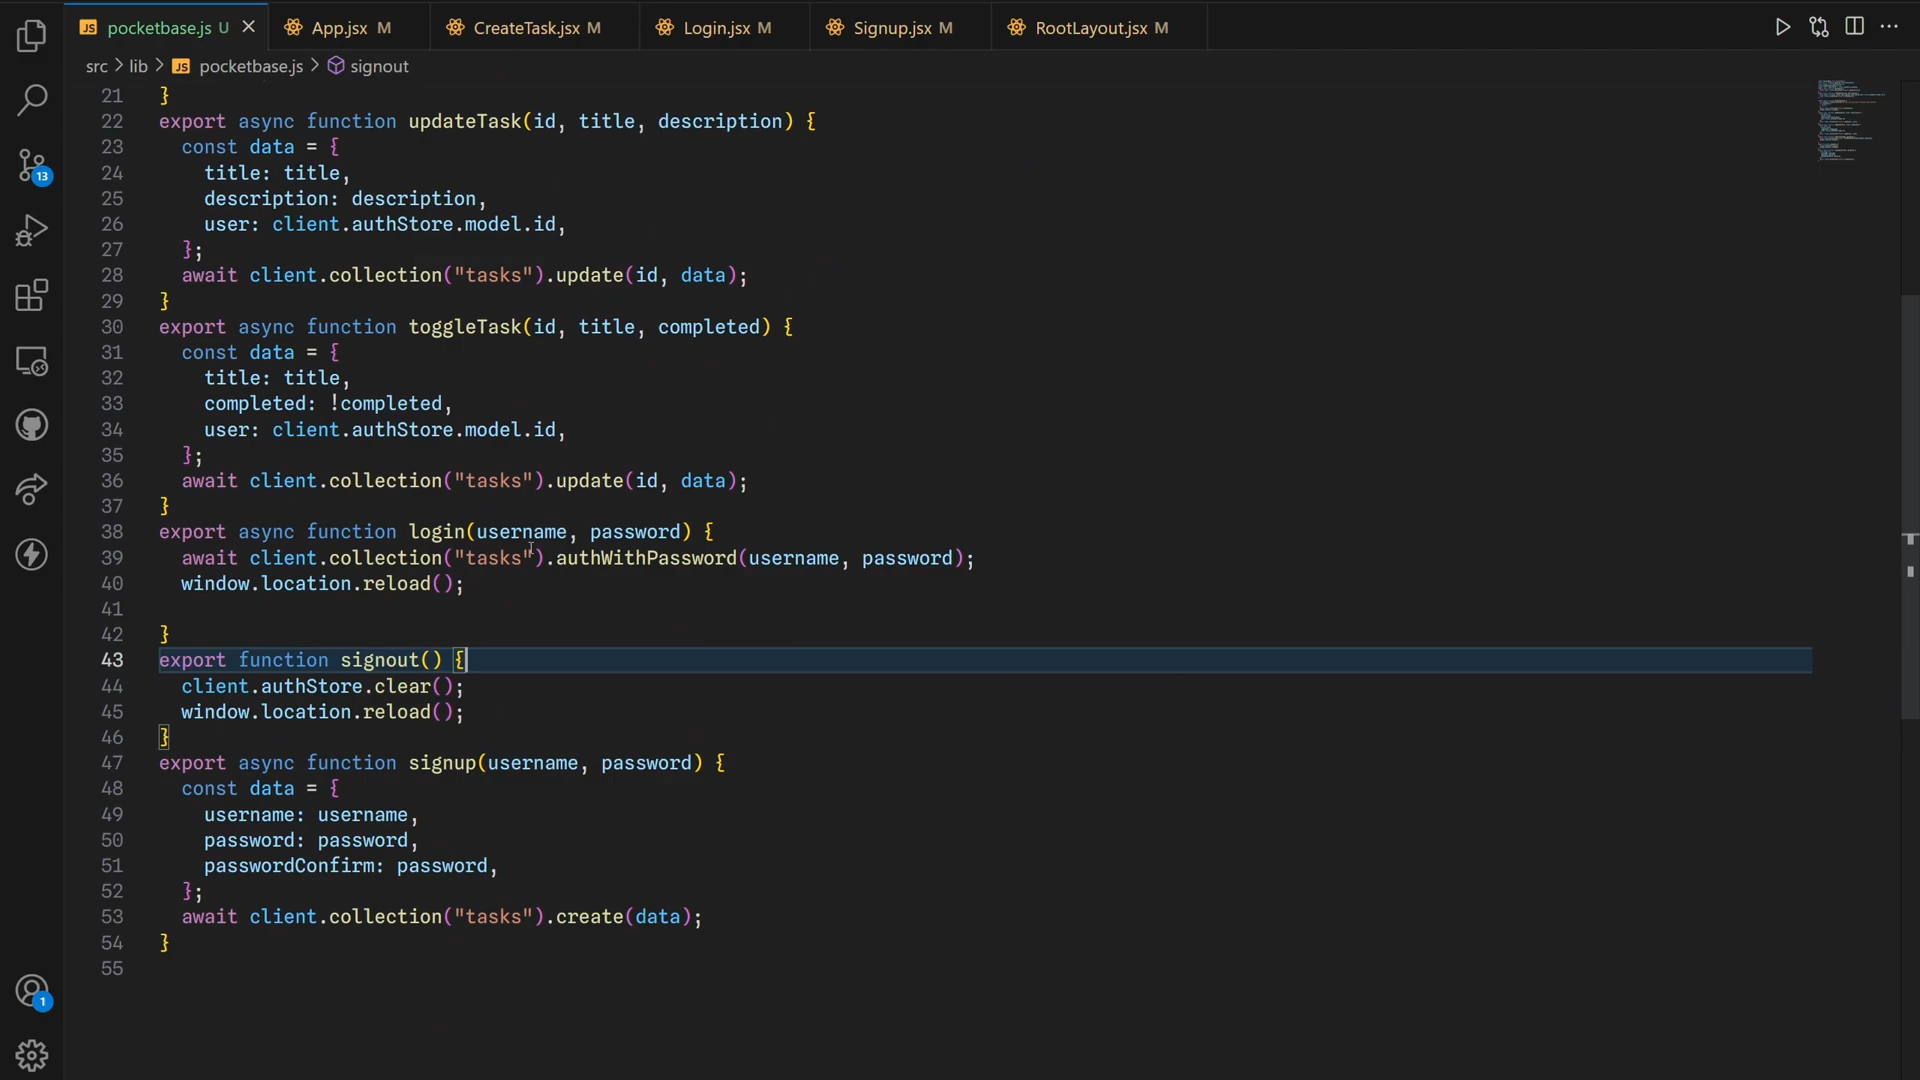 JS pocketbase.js U
App.jsx M
CreateTask.jsx M
Login.jsx M
Signup.jsx M
RootLayout.jsx M
src > lib > JS pocketbase.js > signout
21 }
22 export async function updateTask(id, title, description) {
23   const data = {
24     title: title,
25     description: description,
26     user: client.authStore.model.id,
27   };
28   await client.collection("tasks").update(id, data);
29 }
30 export async function toggleTask(id, title, completed) {
31   const data = {
32     title: title,
33     completed: !completed,
34     user: client.authStore.model.id,
35   };
36   await client.collection("tasks").update(id, data);
37 }
38 export async function login(username, password) {
39   await client.collection("tasks").authWithPassword(username, password);
40   window.location.reload();
41
42 }
43 export function signout() {
44   client.authStore.clear();
45   window.location.reload();
46 }
47 export async function signup(username, password) {
48   const data = {
49     username: username,
50     password: password,
51     passwordConfirm: password,
52   };
53   await client.collection("tasks").create(data);
54 }
55
13
1